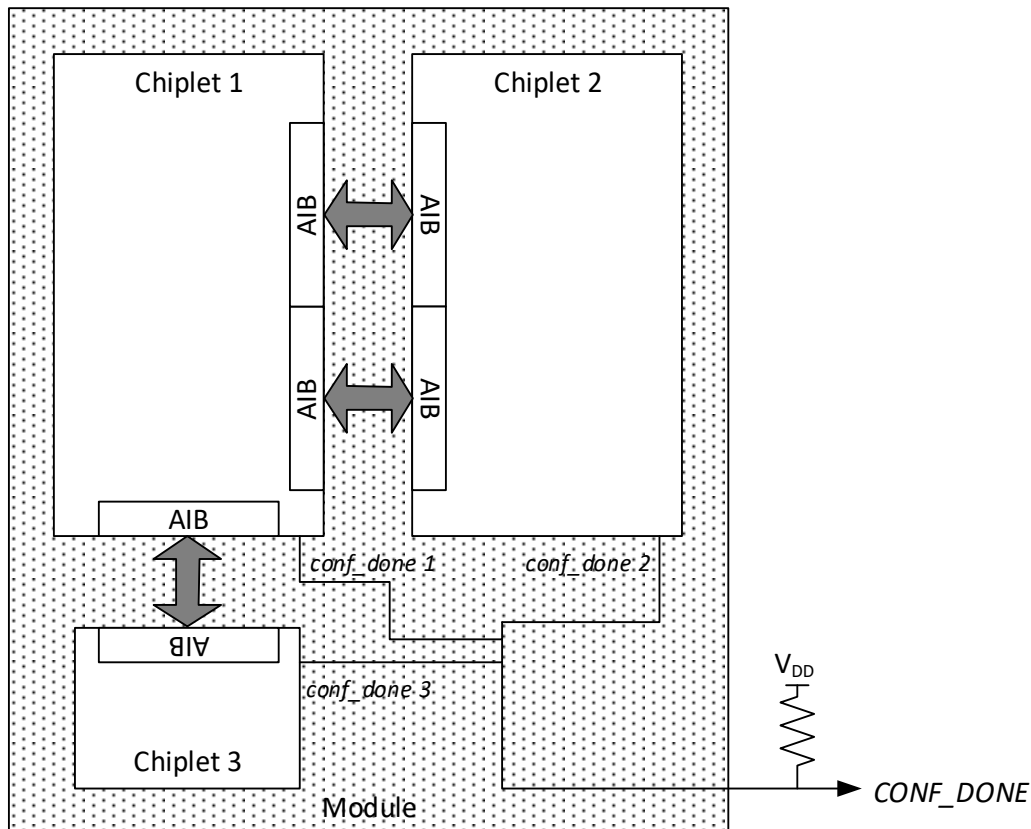 Chiplet 1
Chiplet 2
AIB
AIB
AIB
AIB
AIB
conf_done 1
conf_done 2
AIB
conf_done 3
Chiplet 3
V_DD
CONF_DONE
Module